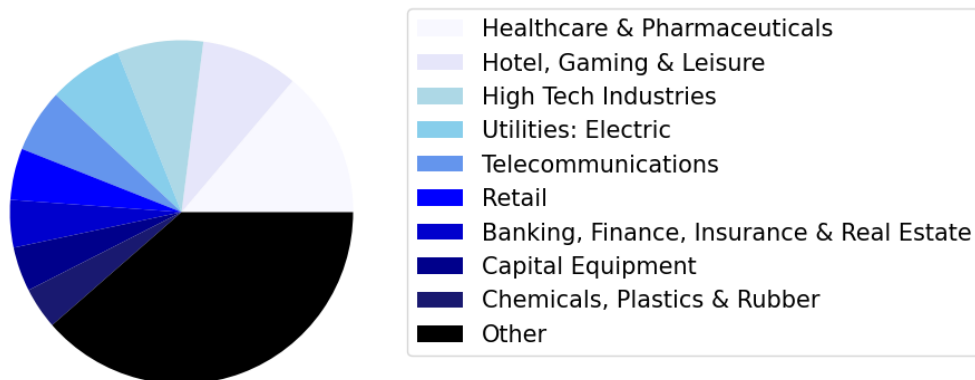 Healthcare & Pharmaceuticals
Hotel, Gaming & Leisure
High Tech Industries
Utilities: Electric
Telecommunications
Retail
Banking, Finance, Insurance & Real Estate
Capital Equipment
Chemicals, Plastics & Rubber
Other